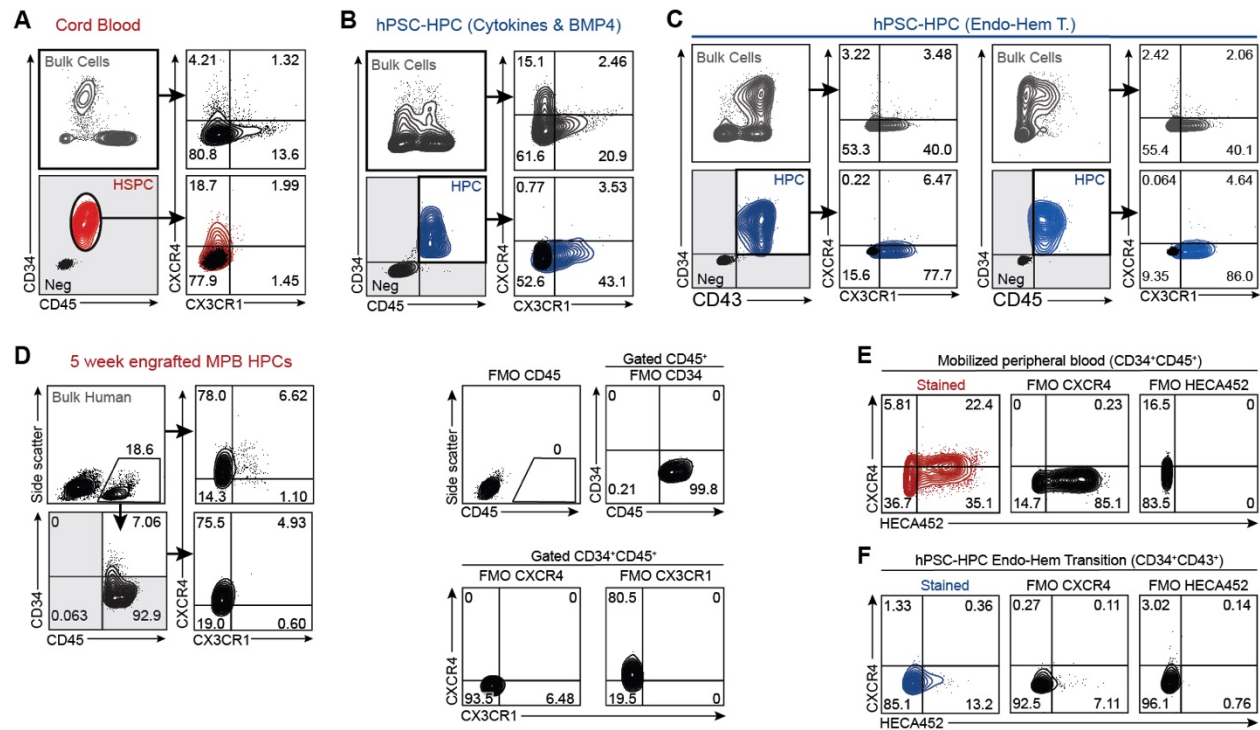 A Cord Blood
Bulk Cells
CD34
CXCR4
4.21 1.32
80.8 13.6
HSPC
Neg
CD34
CD45
18.7 1.99
CXCR4
77.9 1.45
CX3CR1
B hPSC-HPC (Cytokines & BMP4)
Bulk Cells
CD34
CXCR4
15.1 2.46
61.6 20.9
HPC
Neg
CD34
CD45
0.77 3.53
CXCR4
52.6 43.1
CX3CR1
C hPSC-HPC (Endo-Hem T.)
Bulk Cells
3.22 3.48
53.3 40.0
HPC
Neg
CD34
CD43
0.22 6.47
CXCR4
15.6 77.7
CX3CR1
Bulk Cells
2.42 2.06
55.4 40.1
HPC
Neg
CD34
CD45
0.064 4.64
CXCR4
9.35 86.0
CX3CR1
D 5 week engrafted MPB HPCs
Bulk Human
Side scatter
18.6
78.0 6.62
14.3 1.10
0 7.06
CD34
0.063 92.9
CD45
75.5 4.93
CXCR4
19.0 0.60
CX3CR1
FMO CD45
Side scatter
0
CD45
Gated CD45+
FMO CD34
0 0
CD34
0.21 99.8
CD45
Gated CD34+CD45+
FMO CXCR4 FMO CX3CR1
0 0
80.5 0
CXCR4
93.5 6.48
19.5 0
CX3CR1
E Mobilized peripheral blood (CD34+CD45+)
Stained FMO CXCR4 FMO HECA452
5.81 22.4 0 0.23 16.5 0
CXCR4
36.7 35.1 14.7 85.1 83.5 0
HECA452
F hPSC-HPC Endo-Hem Transition (CD34+CD43+)
Stained FMO CXCR4 FMO HECA452
1.33 0.36 0.27 0.11 3.02 0.14
CXCR4
85.1 13.2 92.5 7.11 96.1 0.76
HECA452